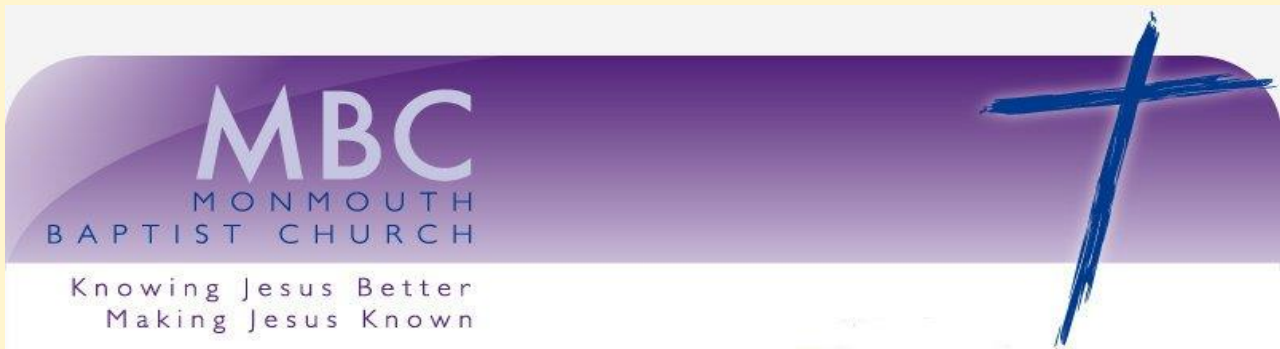 MBC
MONMOUTH
BAPTIST CHURCH
Knowing Jesus Better
Making Jesus Known